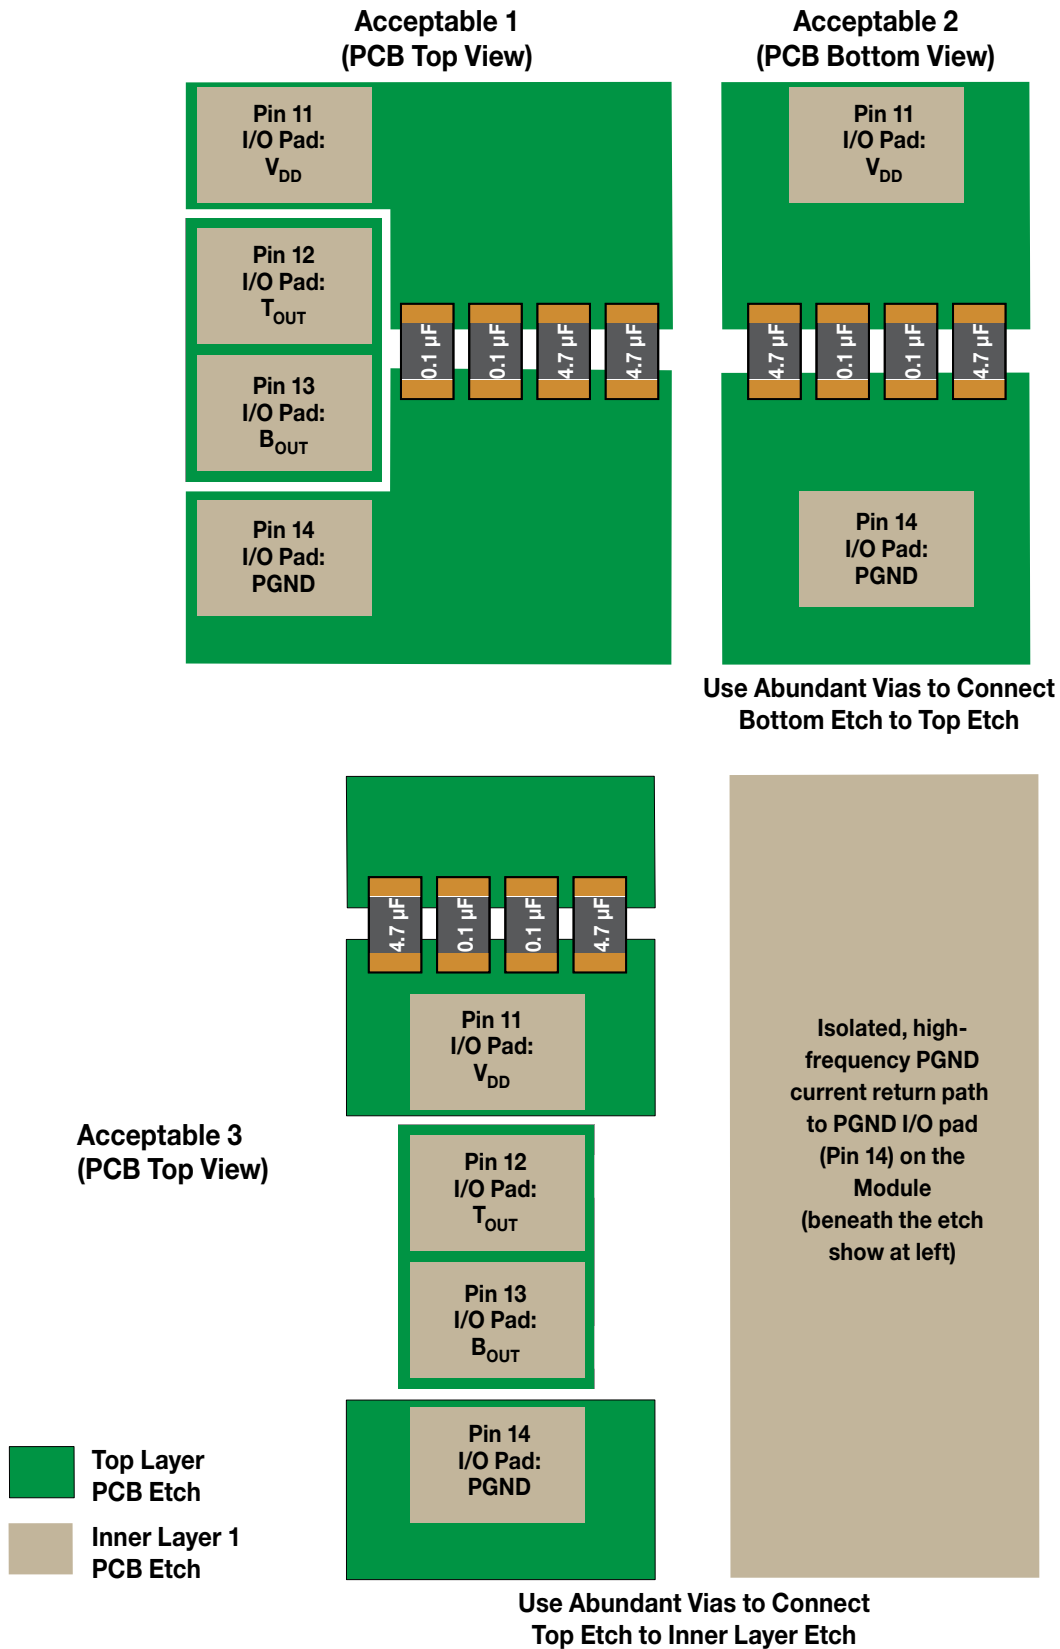 Acceptable 1
(PCB Top View)
Pin 11
I/O Pad:
VDD
Pin 12
I/O Pad:
TOUT
Pin 13
I/O Pad:
BOUT
Pin 14
I/O Pad:
PGND
0.1 µF
0.1 µF
4.7 µF
4.7 µF
Acceptable 2
(PCB Bottom View)
Pin 11
I/O Pad:
VDD
4.7 µF
0.1 µF
0.1 µF
4.7 µF
Pin 14
I/O Pad:
PGND
Use Abundant Vias to Connect
Bottom Etch to Top Etch
Acceptable 3
(PCB Top View)
4.7 µF
0.1 µF
0.1 µF
4.7 µF
Pin 11
I/O Pad:
VDD
Pin 12
I/O Pad:
TOUT
Pin 13
I/O Pad:
BOUT
Pin 14
I/O Pad:
PGND
Isolated, high-
frequency PGND
current return path
to PGND I/O pad
(Pin 14) on the
Module
(beneath the etch
show at left)
Top Layer
PCB Etch
Inner Layer 1
PCB Etch
Use Abundant Vias to Connect
Top Etch to Inner Layer Etch